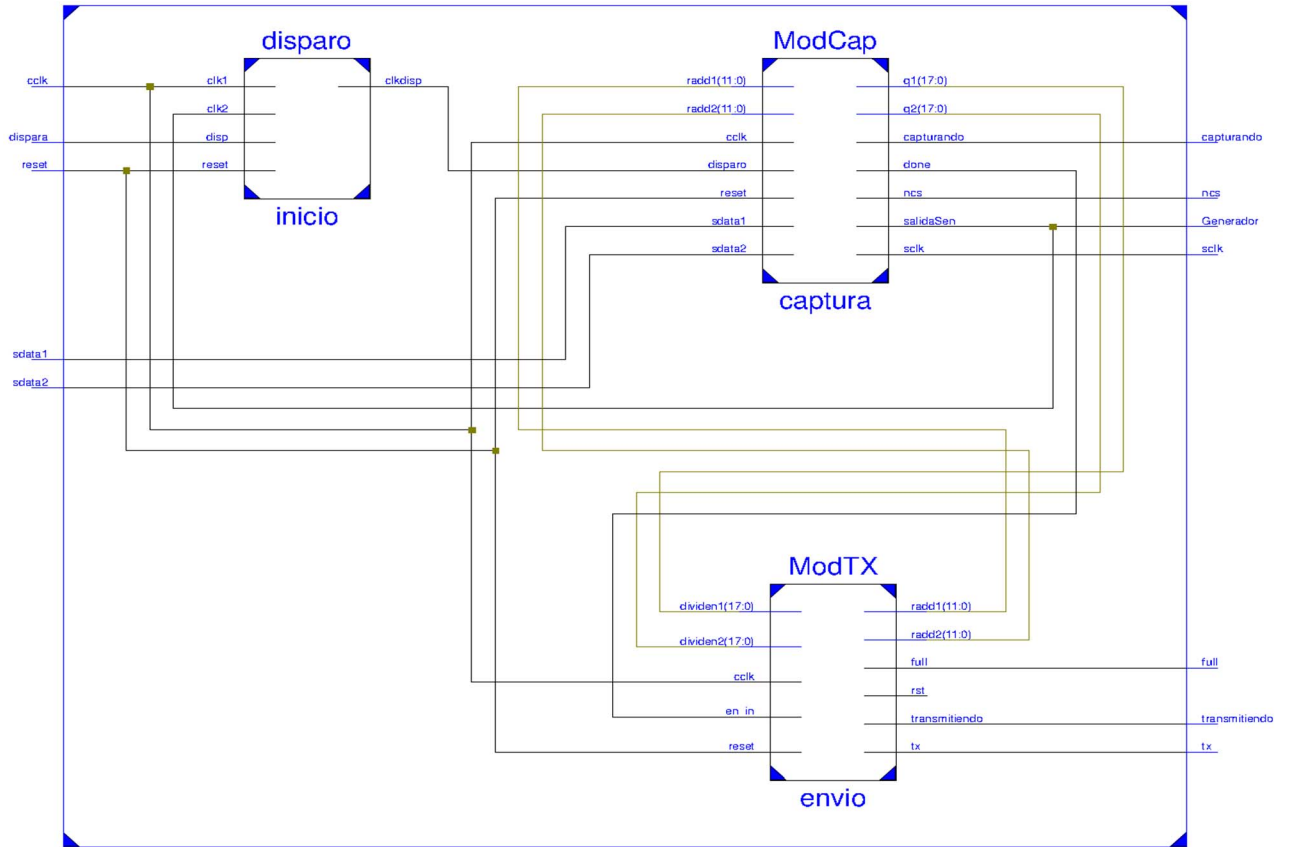 disparo
cclk
clk1
clkdisp
clk2
dispara
disp
reset
reset
inicio
ModCap
radd1(11:0)
q1(17:0)
radd2(11:0)
q2(17:0)
cclk
capturando
capturando
disparo
done
reset
ncs
ncs
sdata1
salidaSen
Generador
sdata2
sclk
sclk
captura
sdata1
sdata2
ModTX
dividen1(17:0)
radd1(11:0)
dividen2(17:0)
radd2(11:0)
full
full
cclk
rst
en in
transmitiendo
transmitiendo
reset
tx
tx
envio